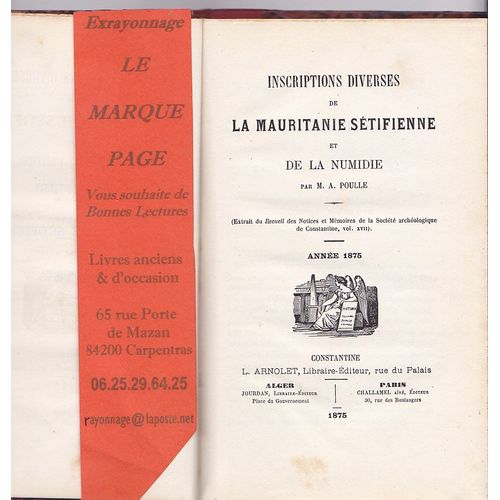 Exrayonnage
LE
MARQUE
PAGE
Vous souhaite de
Bonnes Lectures
Livres anciens
& d'occasion
65 rue Porte
de Mazan
84200 Carpentras
06.25.29.64.25
rayonnage@laposte.net
INSCRIPTIONS DIVERSES
DE
LA MAURITANIE SÉTIFIENNE
ET
DE LA NUMIDIE
PAR M. A. POULLE
(Extrait du Recueil des Notices et Mémoires de la Société archéologique
de Constantine, vol. XVII).
ANNÉE 1875
CONSTANTINE
L. ARNOLET, Libraire-Éditeur, rue du Palais
ALGER
JOURDAN, Libraire-Éditeur
Place du Gouvernement
PARIS
CHALLAMEL aîné, Éditeur
30, rue des Boulangers
1875